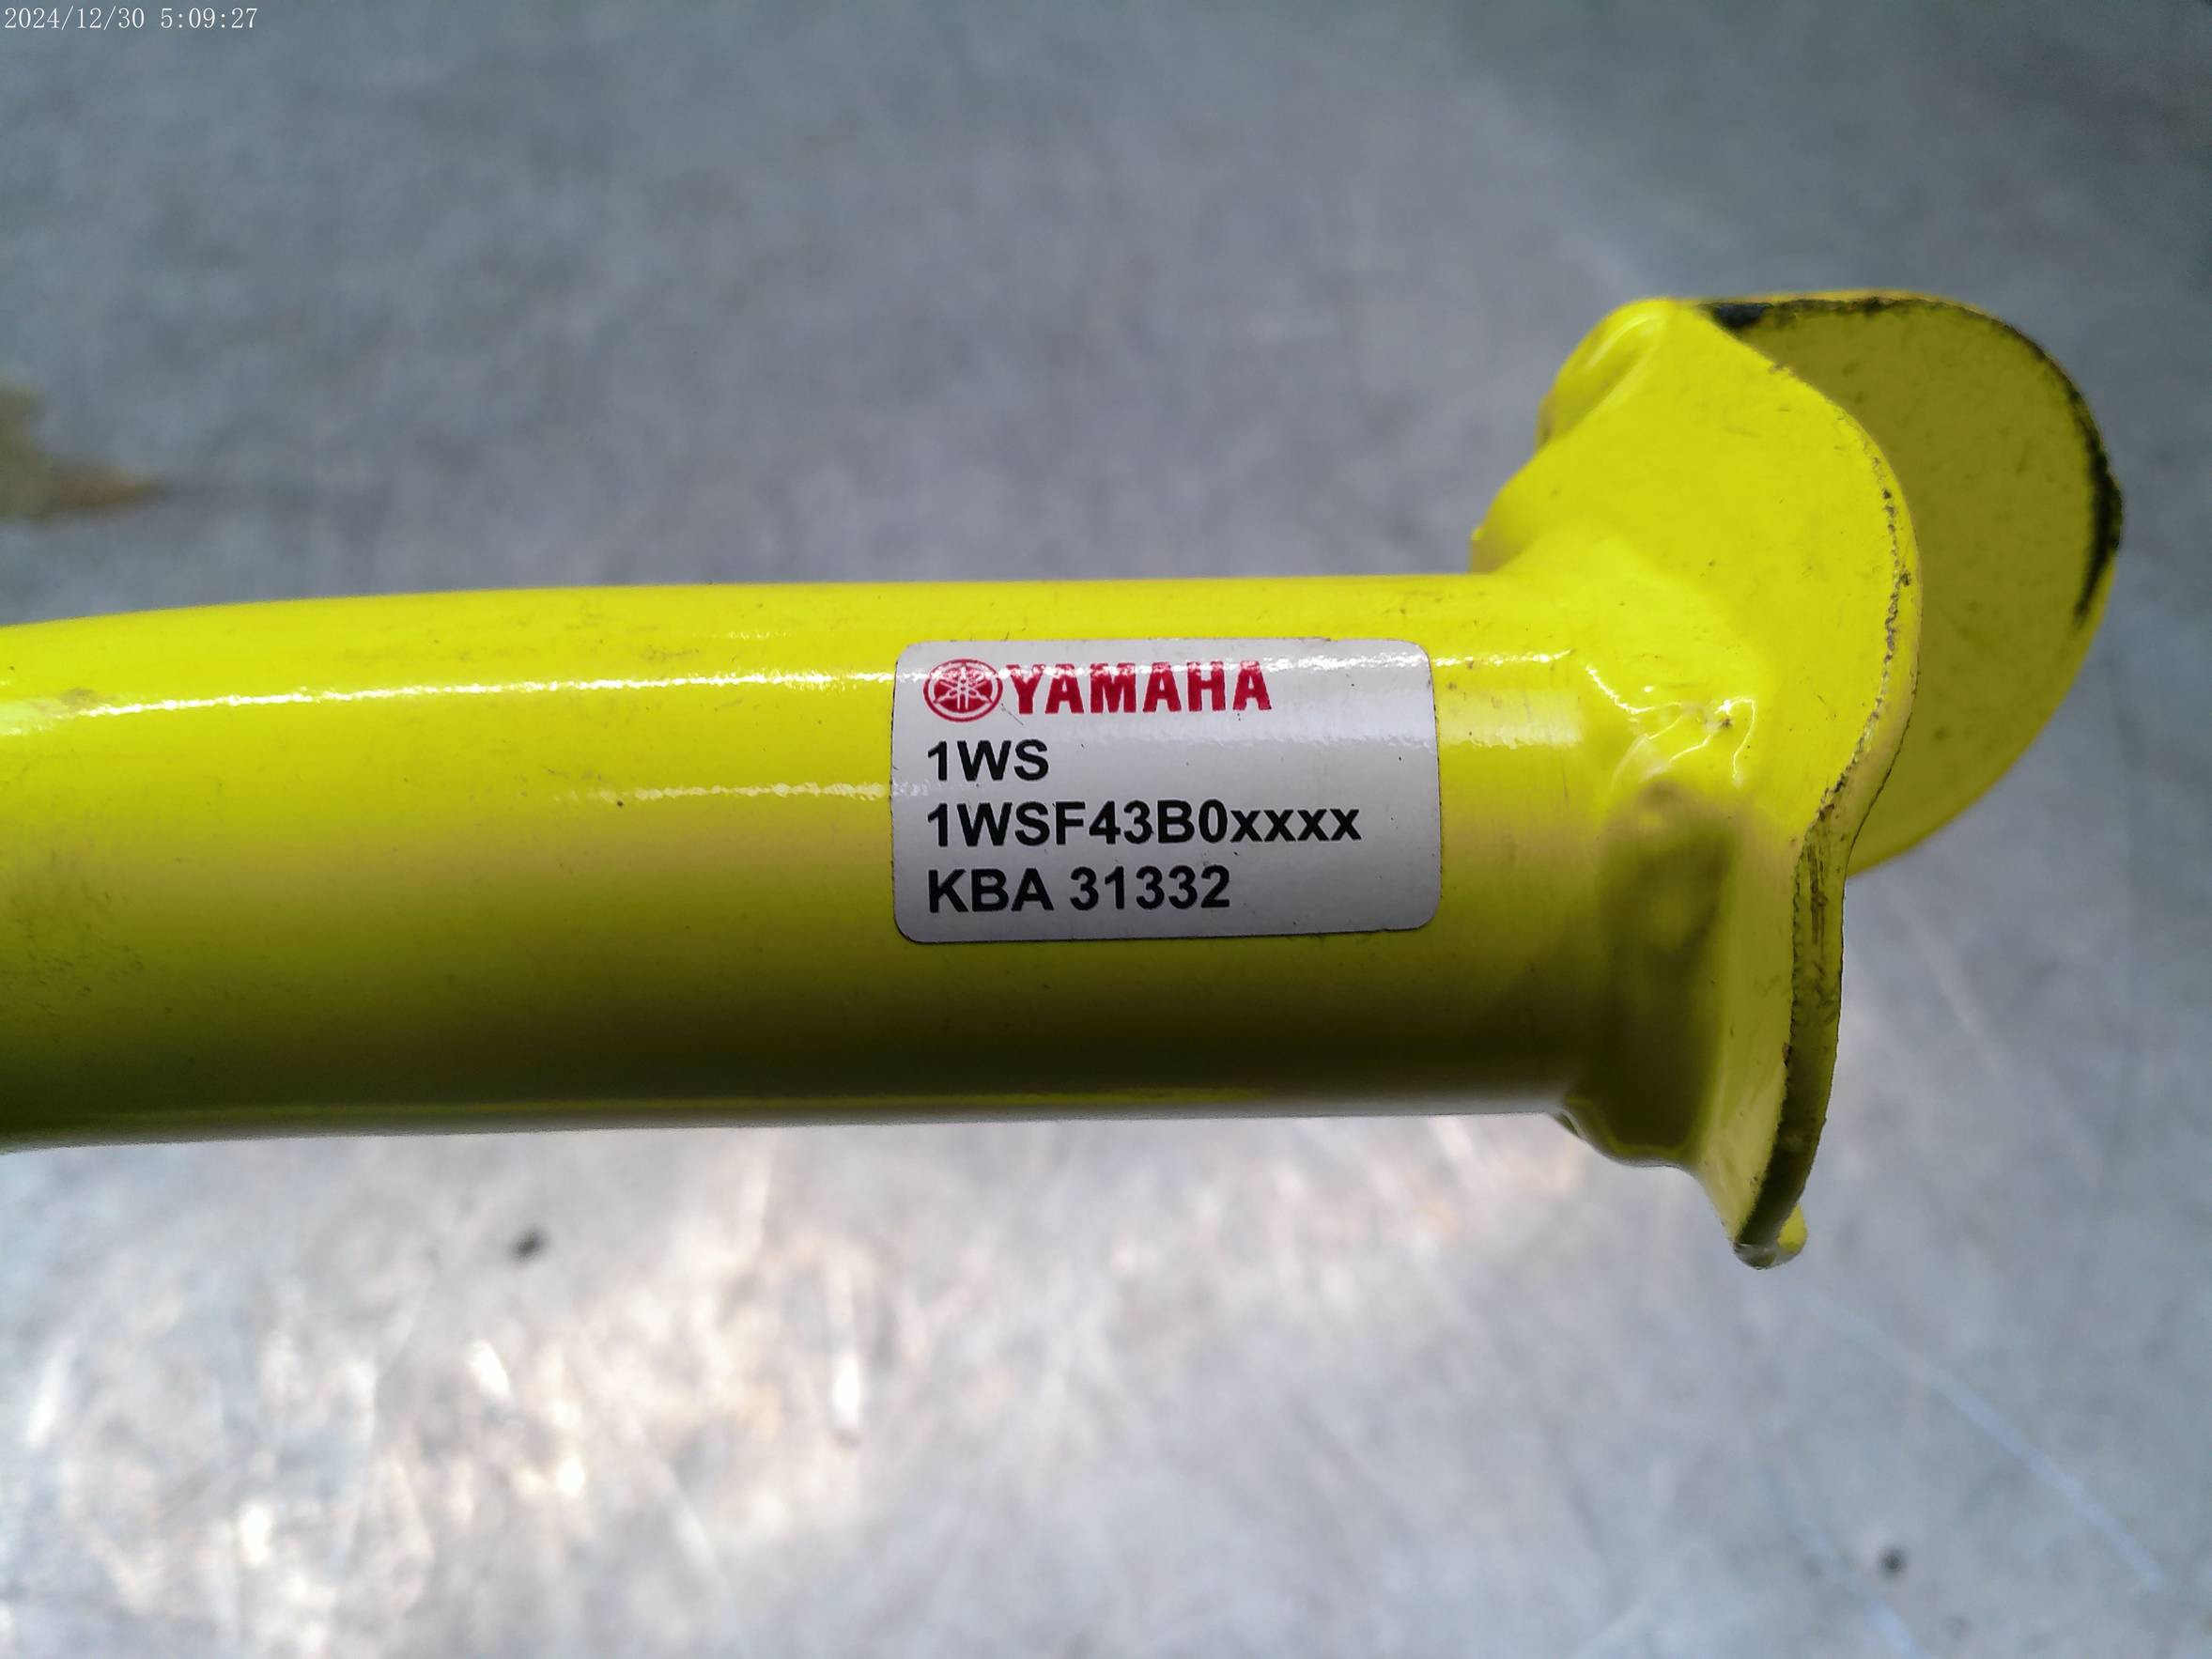 2024/12/30 5:09:27
YAMAHA
1WS
1WSF43B0xxxx
KBA 31332